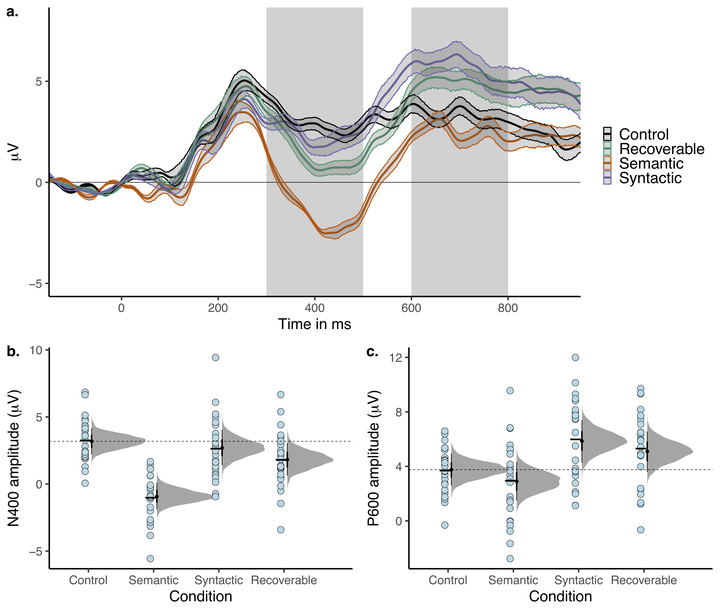 a.
5
0
−5
μV
0 200 400 600 800
Time in ms
Control
Recoverable
Semantic
Syntactic
b.
10
5
0
−5
N400 amplitude (μV)
Control Semantic Syntactic Recoverable
Condition
c.
12
8
4
0
P600 amplitude (μV)
Control Semantic Syntactic Recoverable
Condition